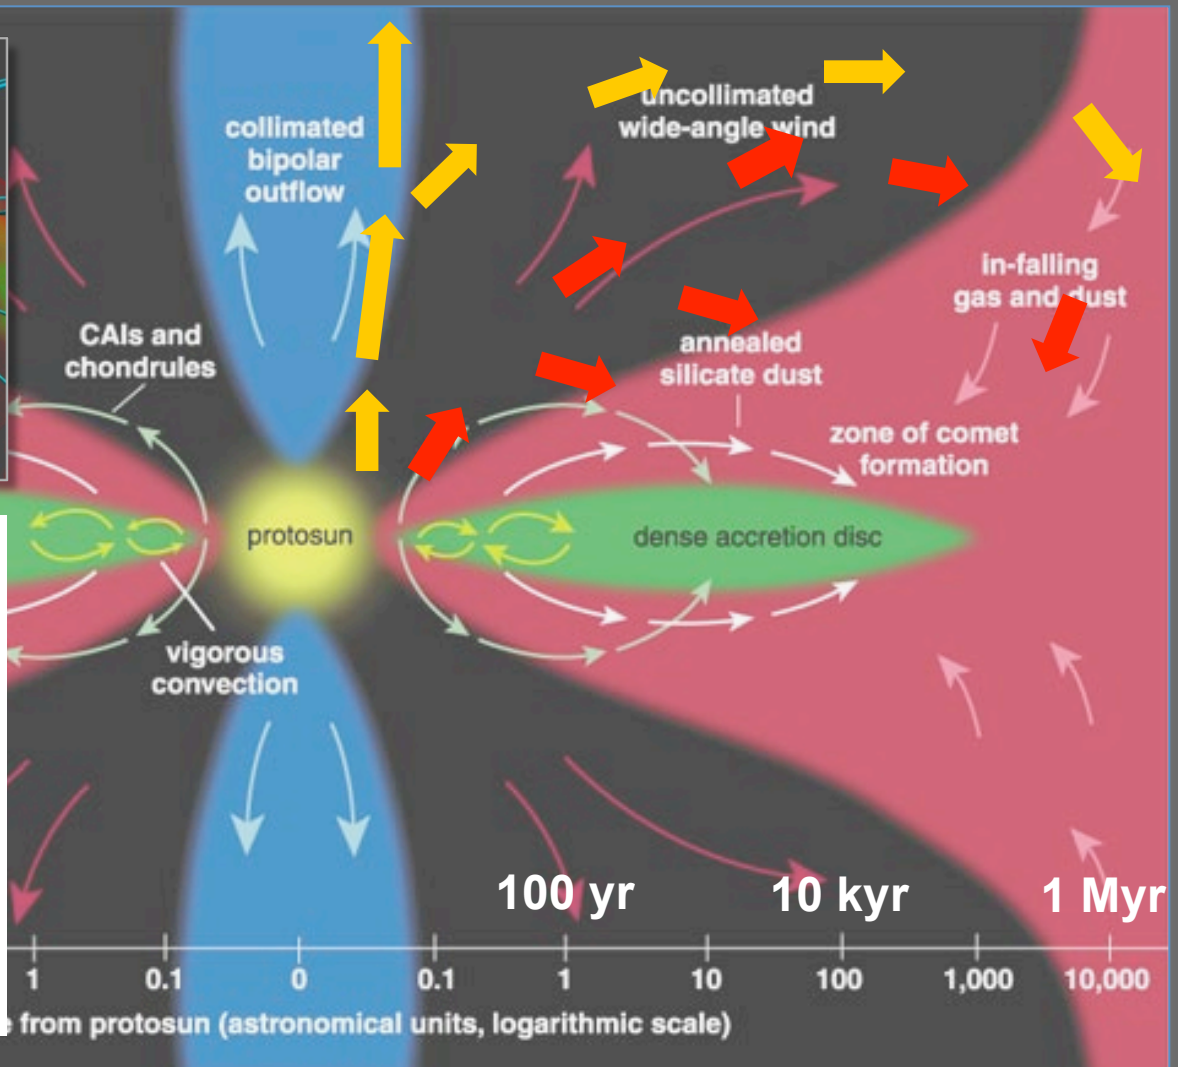 collimated
bipolar
outflow
uncollimated
wide-angle wind
in-falling
gas and dust
CAIs and
chondrules
annealed
silicate dust
zone of comet
formation
protosun
dense accretion disc
vigorous
convection
100 yr 10 kyr 1 Myr
1 0.1 0 0.1 1 10 100 1,000 10,000
from protosun (astronomical units, logarithmic scale)